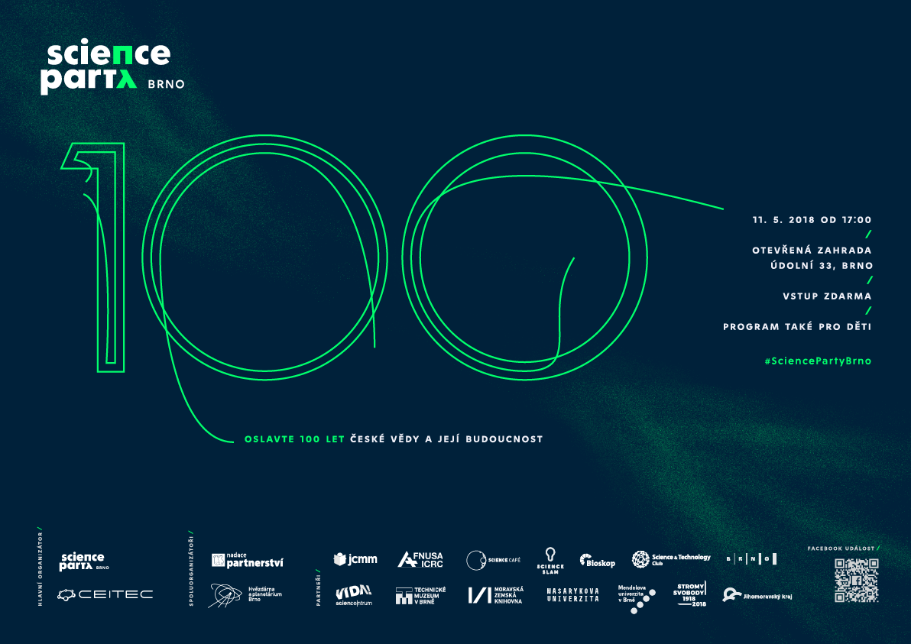 science
party BRNO
100
11. 5. 2018 OD 17:00
/
OTEVŘENÁ ZAHRADA
ÚDOLNÍ 33, BRNO
/
VSTUP ZDARMA
/
PROGRAM TAKÉ PRO DĚTI
#SciencePartyBrno
OSLAVTE 100 LET ČESKÉ VĚDY A JEJÍ BUDOUCNOST
HLAVNÍ ORGANIZÁTOR /
science
party BRNO
CEITEC
SPOLUORGANIZÁTOŘI /
nadace
partnerství
Hvězdárna
a planetárium
Brno
PARTNEŘI /
jcmm
FNUSA
ICRC
SCIENCE CAFÉ
SCIENCE
SLAM
Bioskop
Science & Technology
Club
BRNO
VIDA!
science centrum
TECHNICKÉ
MUZEUM
V BRNĚ
MORAVSKÁ
ZEMSKÁ
KNIHOVNA
MASARYKOVA
UNIVERZITA
Mendelova
univerzita
v Brně
STROMY
SVOBODY
1918
—2018
Jihomoravský kraj
FACEBOOK UDÁLOST /